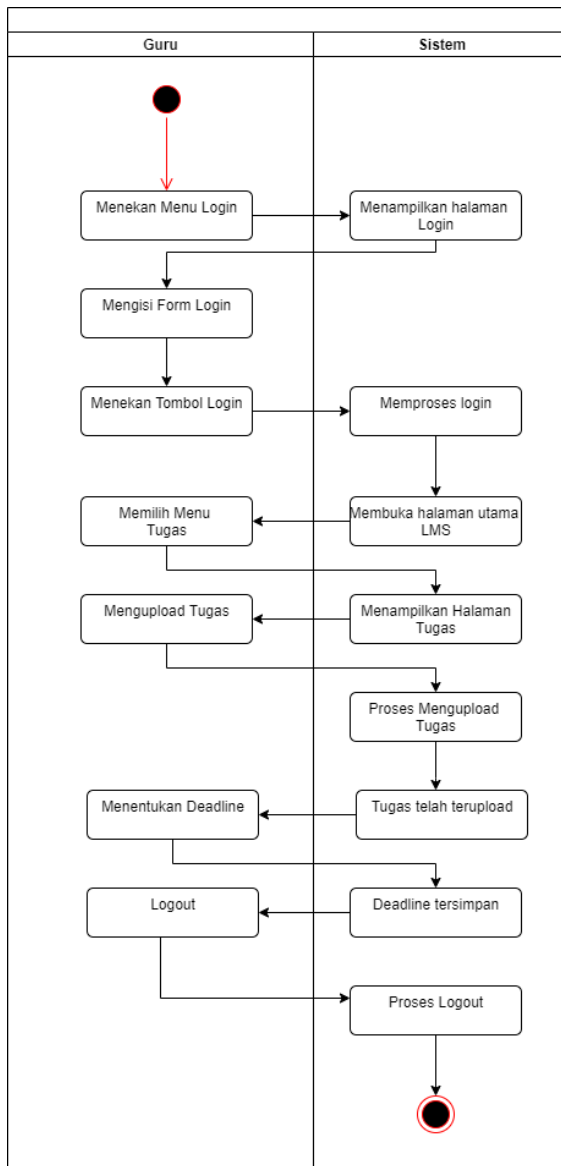 Guru
Sistem
Menekan Menu Login
Menampilkan halaman
Login
Mengisi Form Login
Menekan Tombol Login
Memproses login
Membuka halaman utama
LMS
Memilih Menu
Tugas
Menampilkan Halaman
Tugas
Mengupload Tugas
Proses Mengupload
Tugas
Tugas telah terupload
Menentukan Deadline
Deadline tersimpan
Logout
Proses Logout